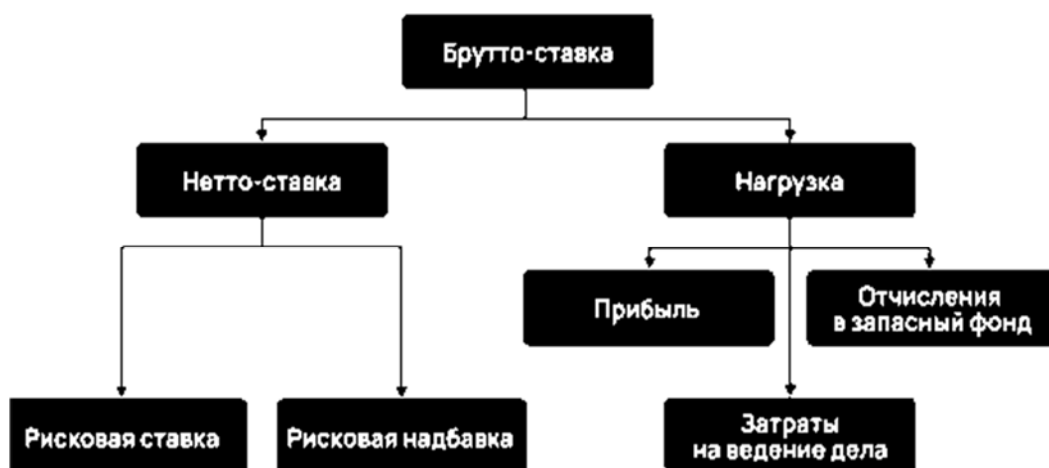 Брутто-ставка
Нетто-ставка
Нагрузка
Прибыль
Отчисления
в запасный фонд
Рисковая ставка
Рисковая надбавка
Затраты
на ведение дела